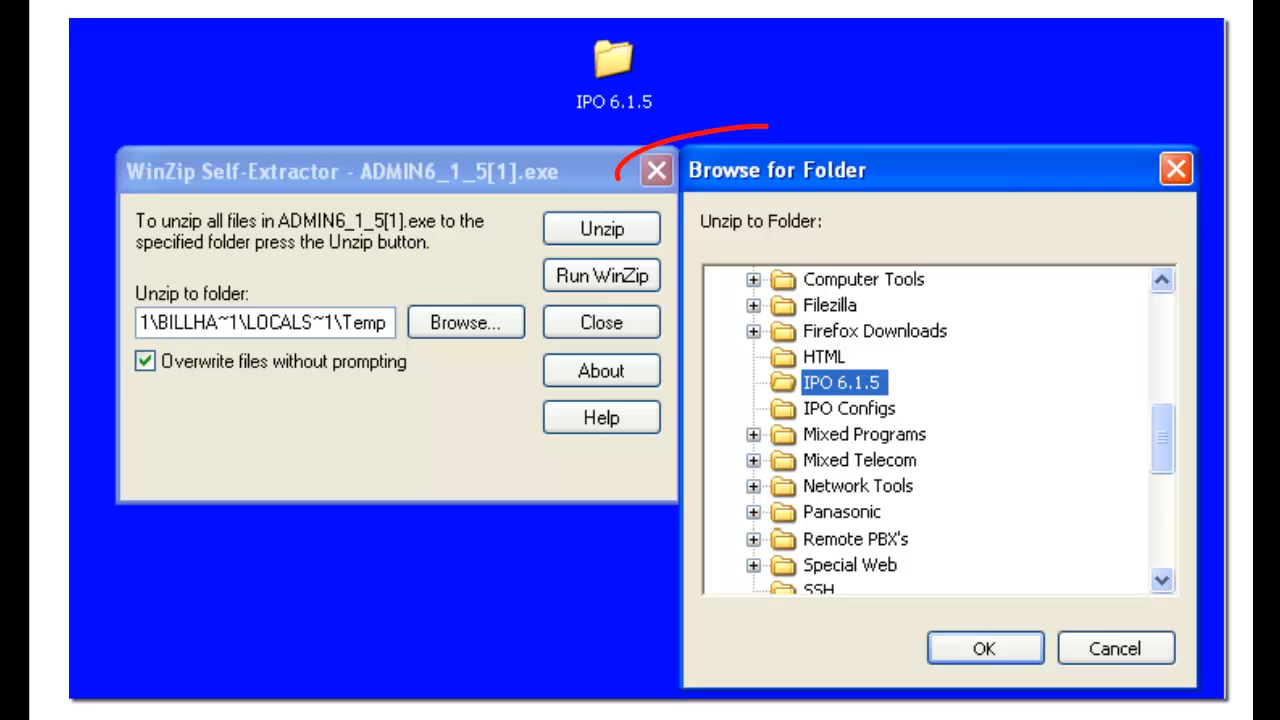 IPO 6.1.5
WinZip Self-Extractor - ADMIN6_1_5[1].exe
To unzip all files in ADMIN6_1_5[1].exe to the
specified folder press the Unzip button.
Unzip to folder:
1\BILLHA~1\LOCALS~1\Temp
Browse...
Overwrite files without prompting
Unzip
Run WinZip
Close
About
Help
Browse for Folder
Unzip to Folder:
Computer Tools
Filezilla
Firefox Downloads
HTML
IPO 6.1.5
IPO Configs
Mixed Programs
Mixed Telecom
Network Tools
Panasonic
Remote PBX's
Special Web
SSH
OK
Cancel